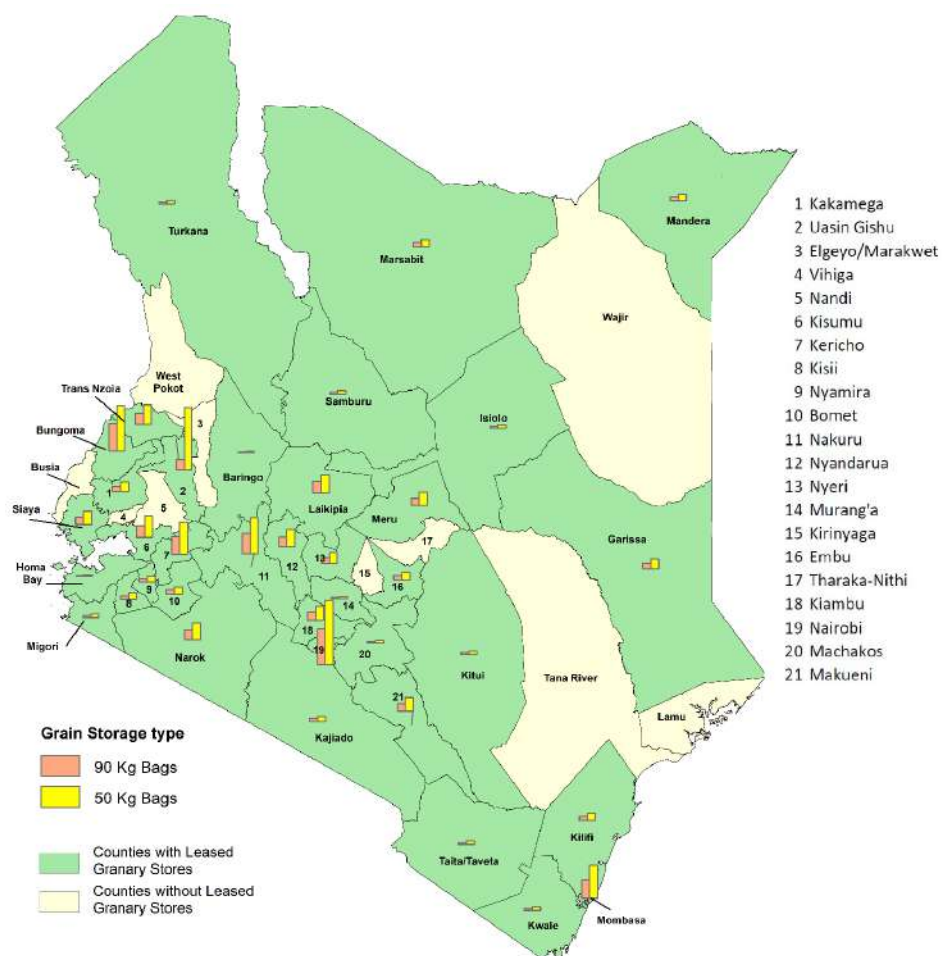 Turkana
Marsabit
Mandera
Wajir
West
Pokot
Trans Nzoia
Bungoma
Busia
Siaya
Homa
Bay
Migori
Samburu
Isiolo
Baringo
Laikipia
Meru
Garissa
Narok
Kajiado
Kitui
Tana River
Lamu
Kilifi
Taita/Taveta
Kwale
Mombasa
3
2
1
4
5
6
7
8
9
10
11
12
13
14
15
16
17
18
19
20
21
1 Kakamega
2 Uasin Gishu
3 Elgeyo/Marakwet
4 Vihiga
5 Nandi
6 Kisumu
7 Kericho
8 Kisii
9 Nyamira
10 Bomet
11 Nakuru
12 Nyandarua
13 Nyeri
14 Murang'a
15 Kirinyaga
16 Embu
17 Tharaka-Nithi
18 Kiambu
19 Nairobi
20 Machakos
21 Makueni
Grain Storage type
90 Kg Bags
50 Kg Bags
Counties with Leased
Granary Stores
Counties without Leased
Granary Stores